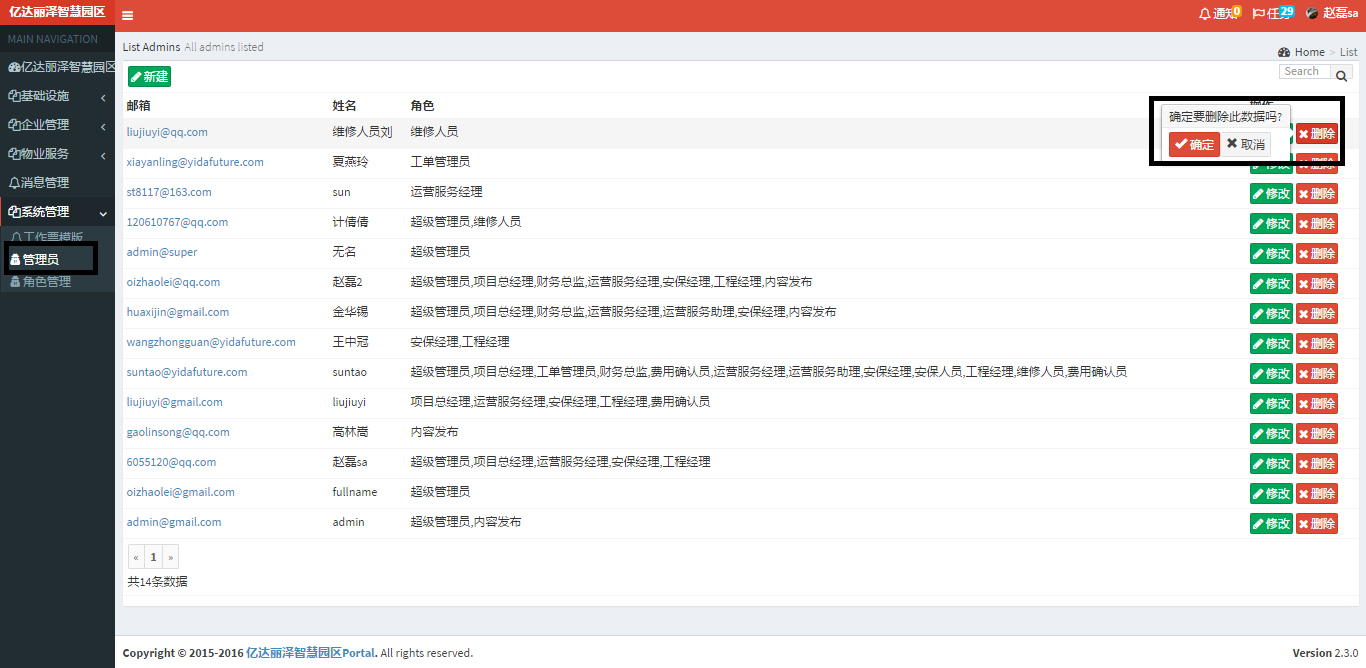 亿达丽泽智慧园区
通知 0 任务 29 赵磊sa
MAIN NAVIGATION
亿达丽泽智慧园区
基础设施
企业管理
物业服务
消息管理
系统管理
工作票模版
管理员
角色管理
List Admins All admins listed
Home > List
新建
Search
邮箱 姓名 角色 操作
liujiuyi@qq.com 维修人员刘 维修人员 删除
确定要删除此数据吗?
确定 取消
xiayanling@yidafuture.com 夏燕玲 工单管理员 修改 删除
st8117@163.com sun 运营服务经理 修改 删除
120610767@qq.com 计倩倩 超级管理员,维修人员 修改 删除
admin@super 无名 超级管理员 修改 删除
oizhaolei@qq.com 赵磊2 超级管理员,项目总经理,财务总监,运营服务经理,安保经理,工程经理,内容发布 修改 删除
huaxijin@gmail.com 金华锡 超级管理员,项目总经理,财务总监,运营服务经理,运营服务助理,安保经理,内容发布 修改 删除
wangzhongguan@yidafuture.com 王中冠 安保经理,工程经理 修改 删除
suntao@yidafuture.com suntao 超级管理员,项目总经理,工单管理员,财务总监,费用确认员,运营服务经理,运营服务助理,安保经理,安保人员,工程经理,维修人员,费用确认员 修改 删除
liujiuyi@gmail.com liujiuyi 项目总经理,运营服务经理,安保经理,工程经理,费用确认员 修改 删除
gaolinsong@qq.com 高林嵩 内容发布 修改 删除
6055120@qq.com 赵磊sa 超级管理员,项目总经理,运营服务经理,安保经理,工程经理 修改 删除
oizhaolei@gmail.com fullname 超级管理员 修改 删除
admin@gmail.com admin 超级管理员,内容发布 修改 删除
« 1 »
共14条数据
Copyright © 2015-2016 亿达丽泽智慧园区Portal. All rights reserved.
Version 2.3.0